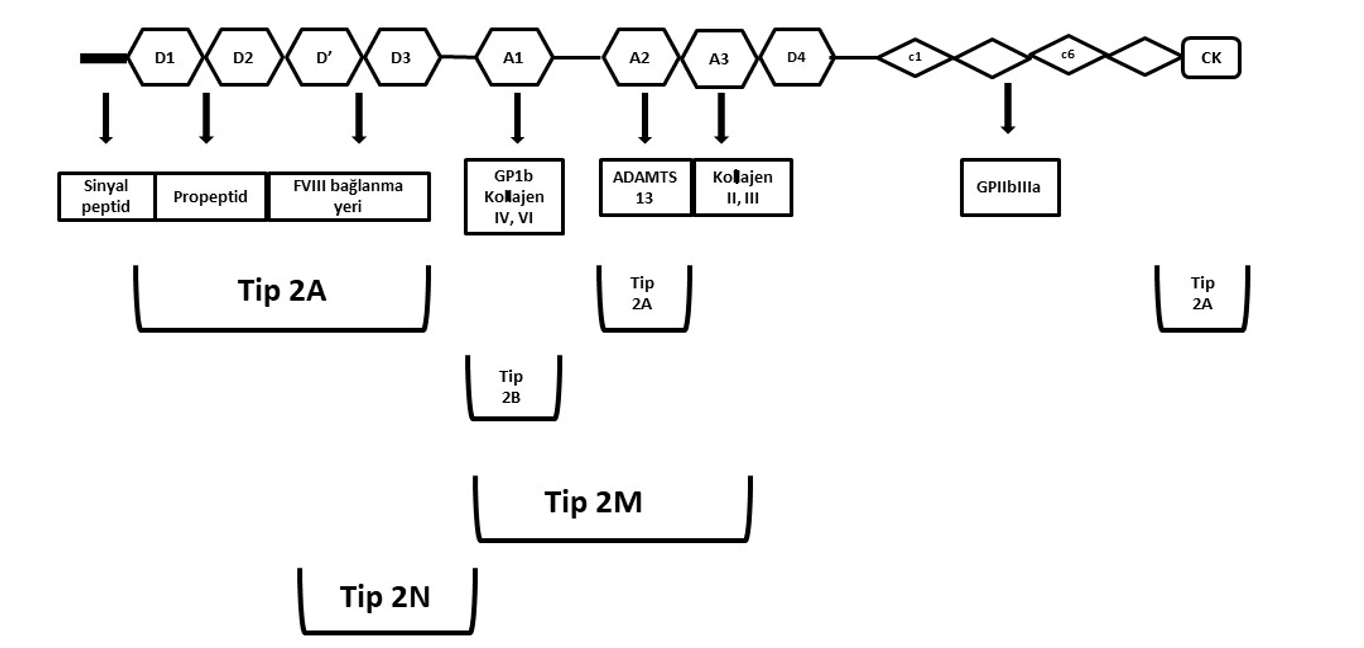 D1 D2 D’ D3 A1 A2 A3 D4 c1 c6 CK
Sinyal
peptid
Propeptid
FVIII bağlanma
yeri
GP1b
Kollajen
IV, VI
ADAMTS
13
Kollajen
II, III
GPIIbIIIa
Tip 2A
Tip
2A
Tip
2A
Tip
2B
Tip 2M
Tip 2N